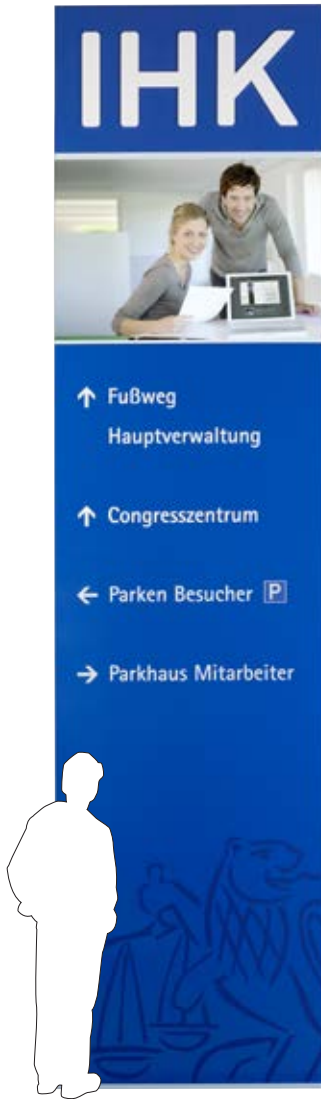 IHK
↑ Fußweg
Hauptverwaltung
↑ Congresszentrum
← Parken Besucher P
→ Parkhaus Mitarbeiter